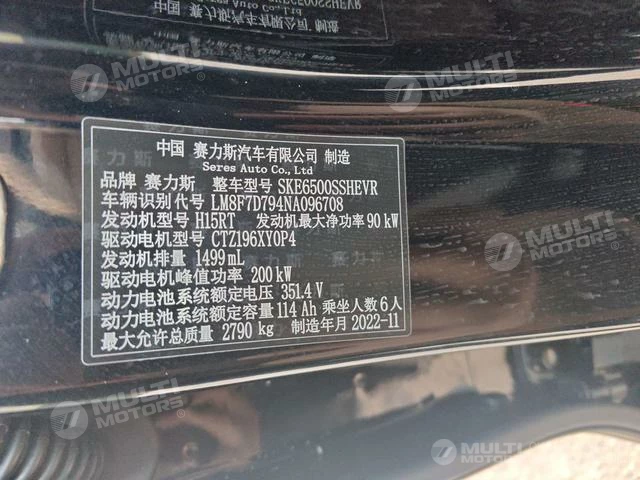 中国 赛力斯汽车有限公司 制造
Seres Auto Co., Ltd
品牌 赛力斯 整车型号 SKE6500SSHEVR
车辆识别代号 LM8F7D794NA096708
发动机型号 H15RT 发动机最大净功率 90 kW
驱动电机型号 CTZ196XY0P4
发动机排量 1499 mL
驱动电机峰值功率 200 kW
动力电池系统额定电压 351.4 V
动力电池系统额定容量 114 Ah 乘坐人数 6 人
最大允许总质量 2790 kg 制造年月 2022-11
MULTI MOTORS
MULTI MOTORS
MULTI MOTORS
MULTI MOTORS